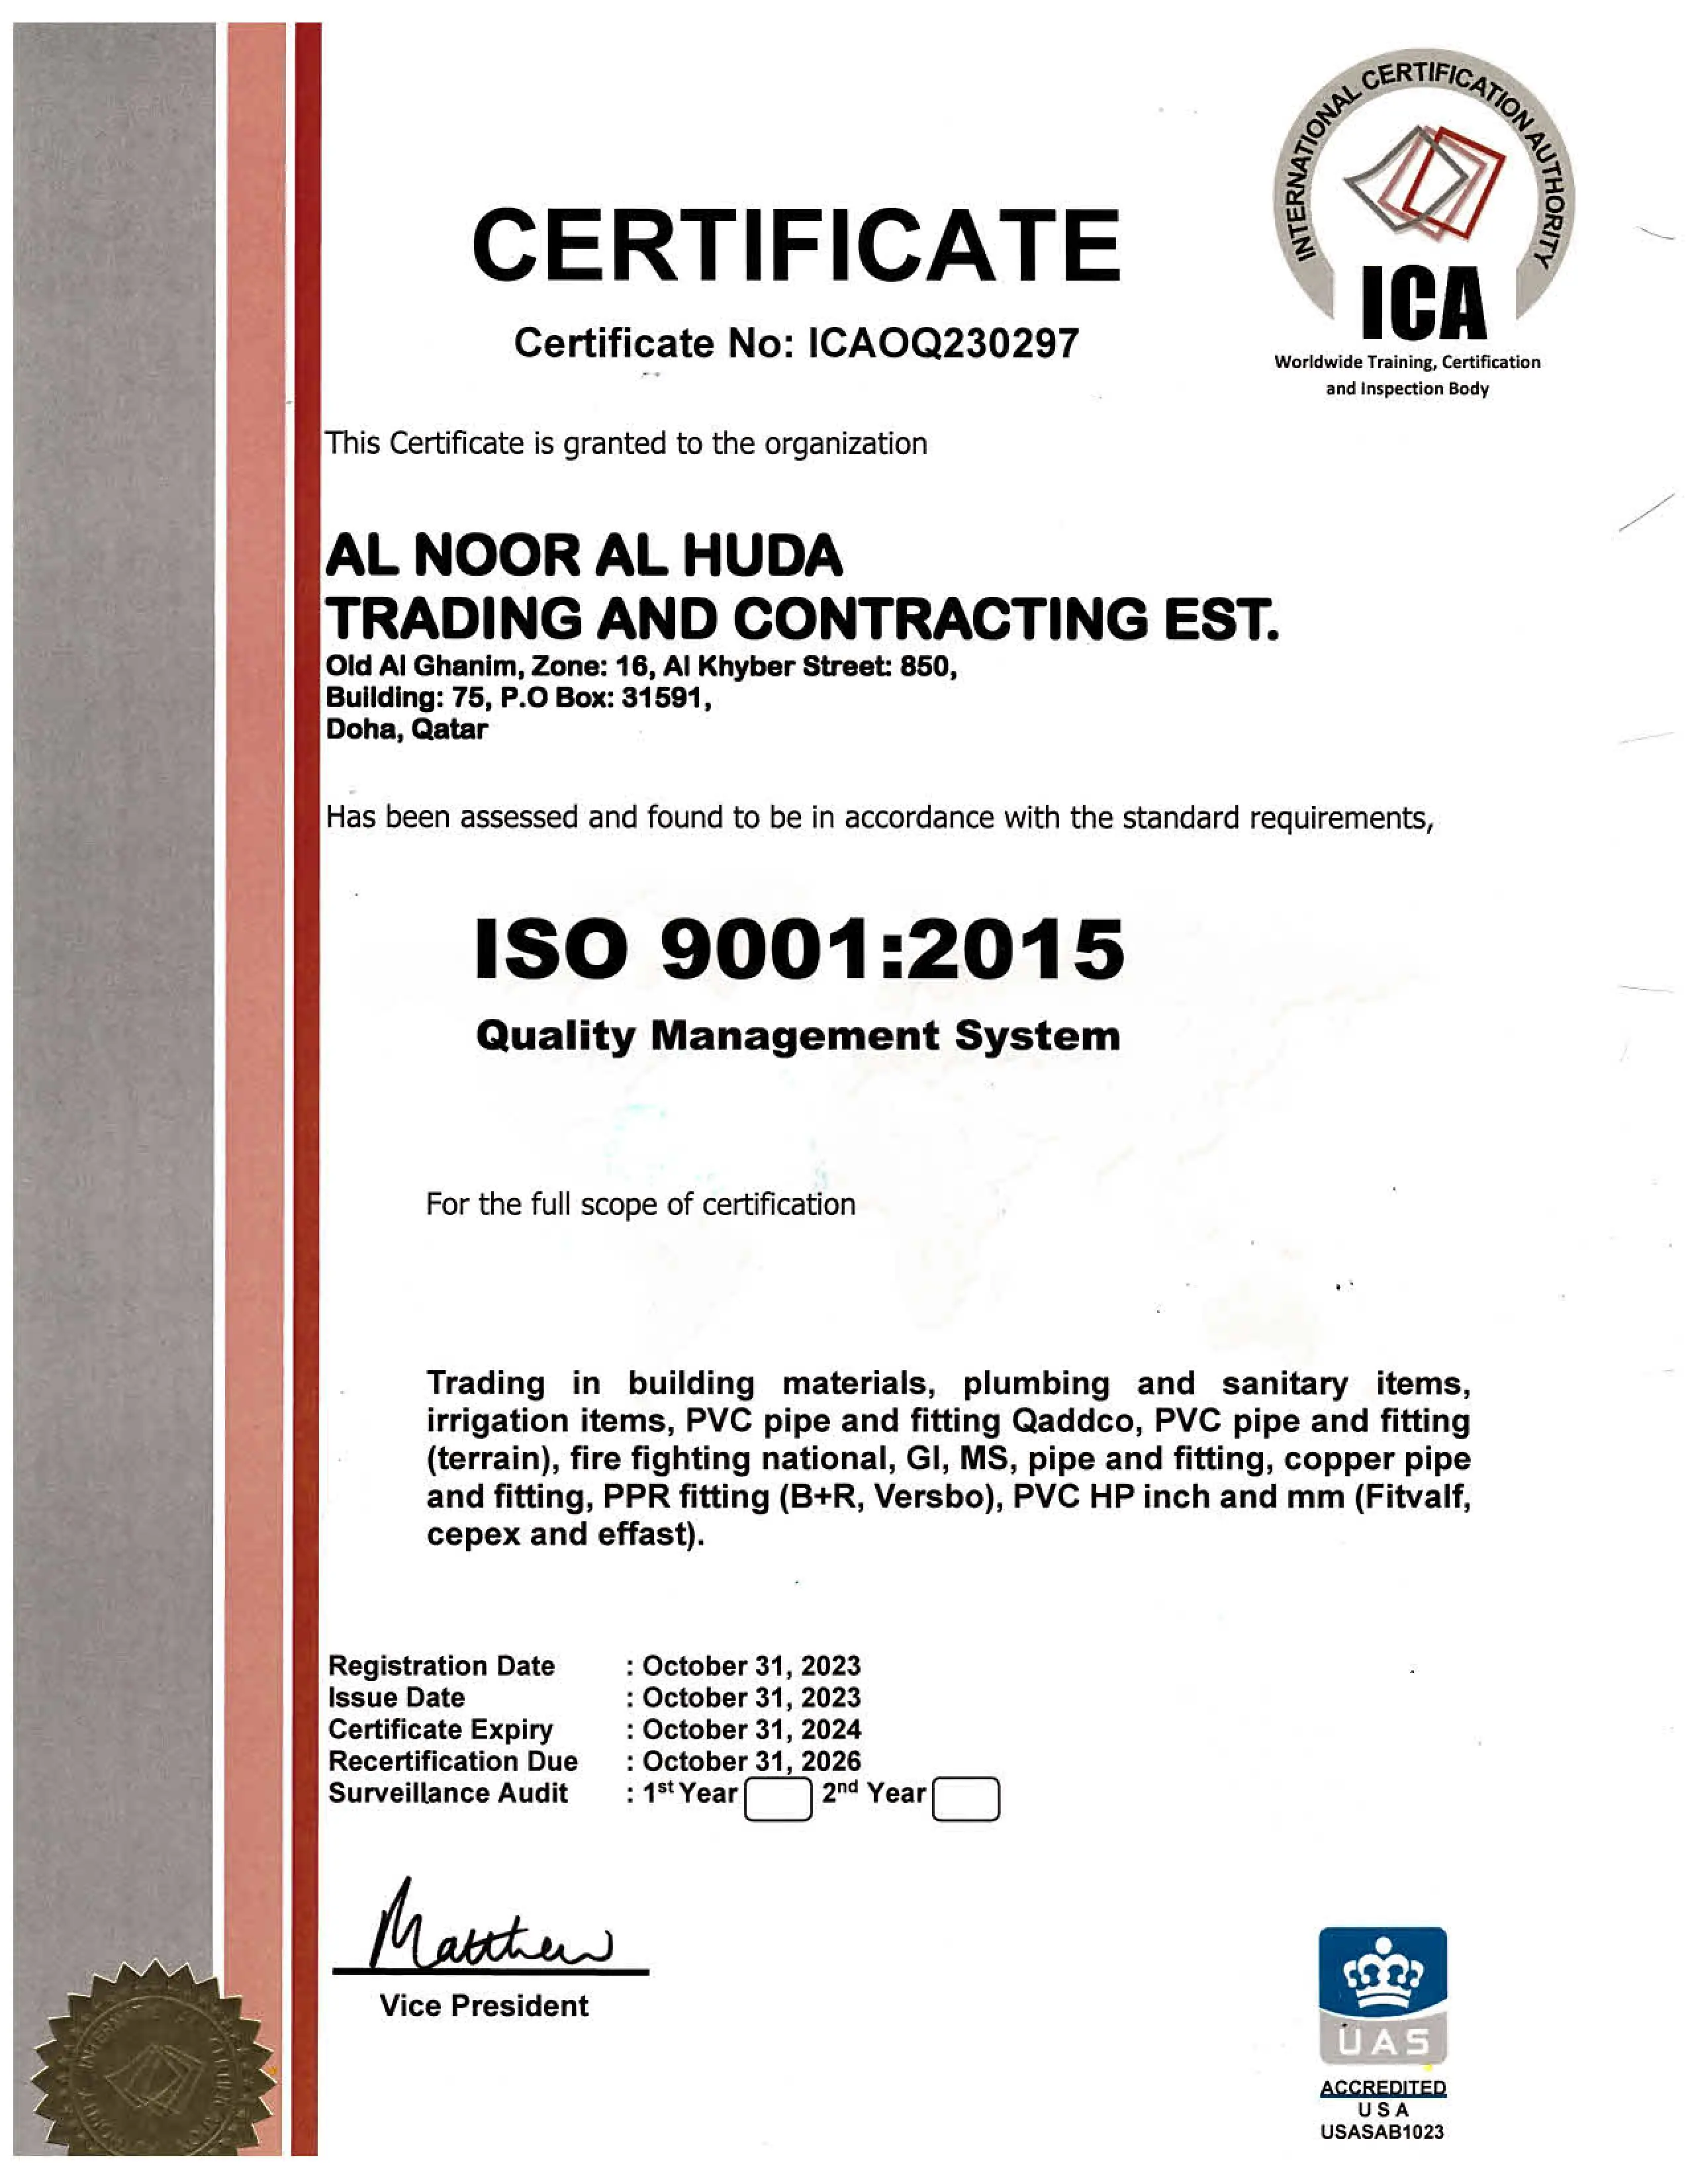 INTERNATIONAL CERTIFICATION AUTHORITY
ICA
Worldwide Training, Certification
and Inspection Body
CERTIFICATE
Certificate No: ICAOQ230297
This Certificate is granted to the organization
AL NOOR AL HUDA
TRADING AND CONTRACTING EST.
Old Al Ghanim, Zone: 16, Al Khyber Street: 850,
Building: 75, P.O Box: 31591,
Doha, Qatar
Has been assessed and found to be in accordance with the standard requirements,
ISO 9001:2015
Quality Management System
For the full scope of certification
Trading in building materials, plumbing and sanitary items,
irrigation items, PVC pipe and fitting Qaddco, PVC pipe and fitting
(terrain), fire fighting national, GI, MS, pipe and fitting, copper pipe
and fitting, PPR fitting (B+R, Versbo), PVC HP inch and mm (Fitvalf,
cepex and effast).
Registration Date : October 31, 2023
Issue Date : October 31, 2023
Certificate Expiry : October 31, 2024
Recertification Due : October 31, 2026
Surveillance Audit : 1st Year 2nd Year
Matthew
Vice President
UAS
ACCREDITED
USA
USASAB1023